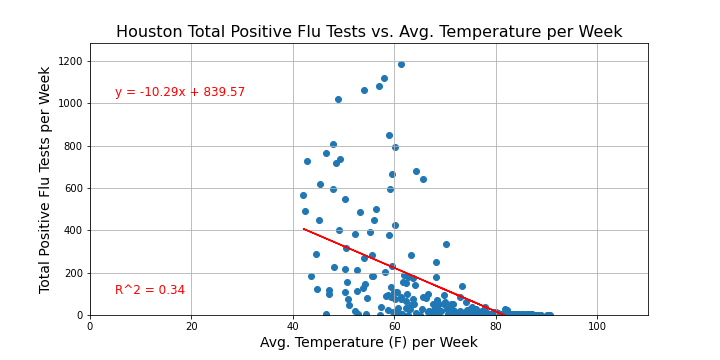 Houston Total Positive Flu Tests vs. Avg. Temperature per Week
Total Positive Flu Tests per Week
1200
1000
800
600
400
200
0
y = -10.29x + 839.57
R^2 = 0.34
0 20 40 60 80 100
Avg. Temperature (F) per Week